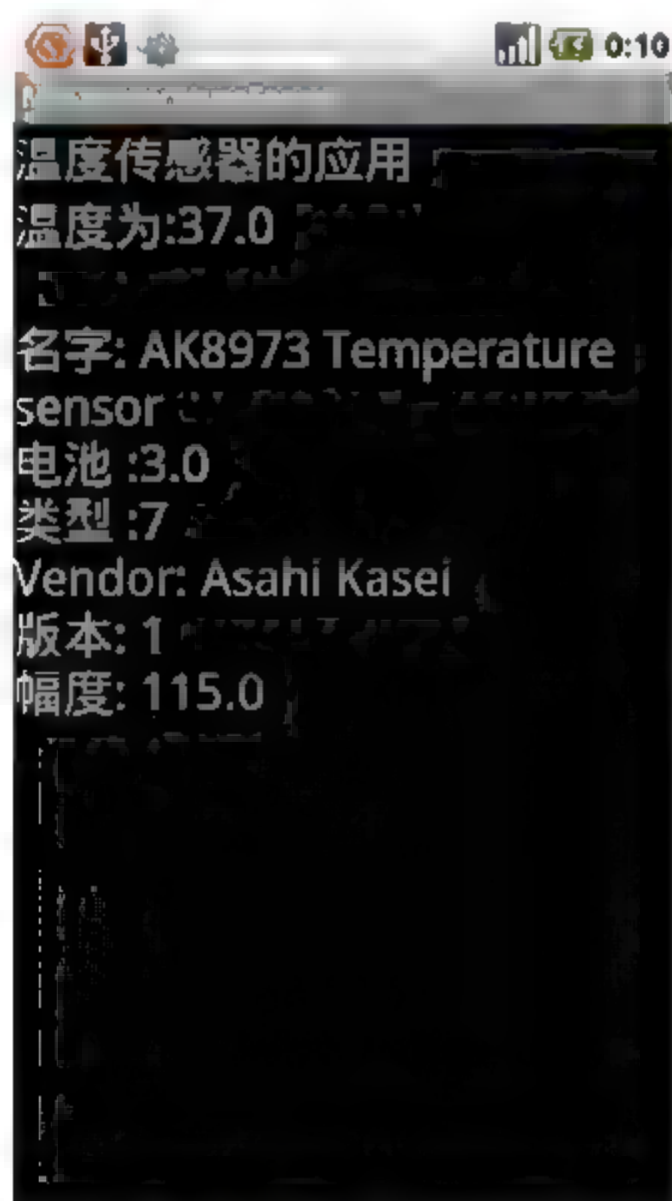 0:10
温度传感器的应用
温度为:37.0
名字: AK8973 Temperature
sensor
电池 :3.0
类型 :7
Vendor: Asahi Kasei
版本: 1
幅度: 115.0